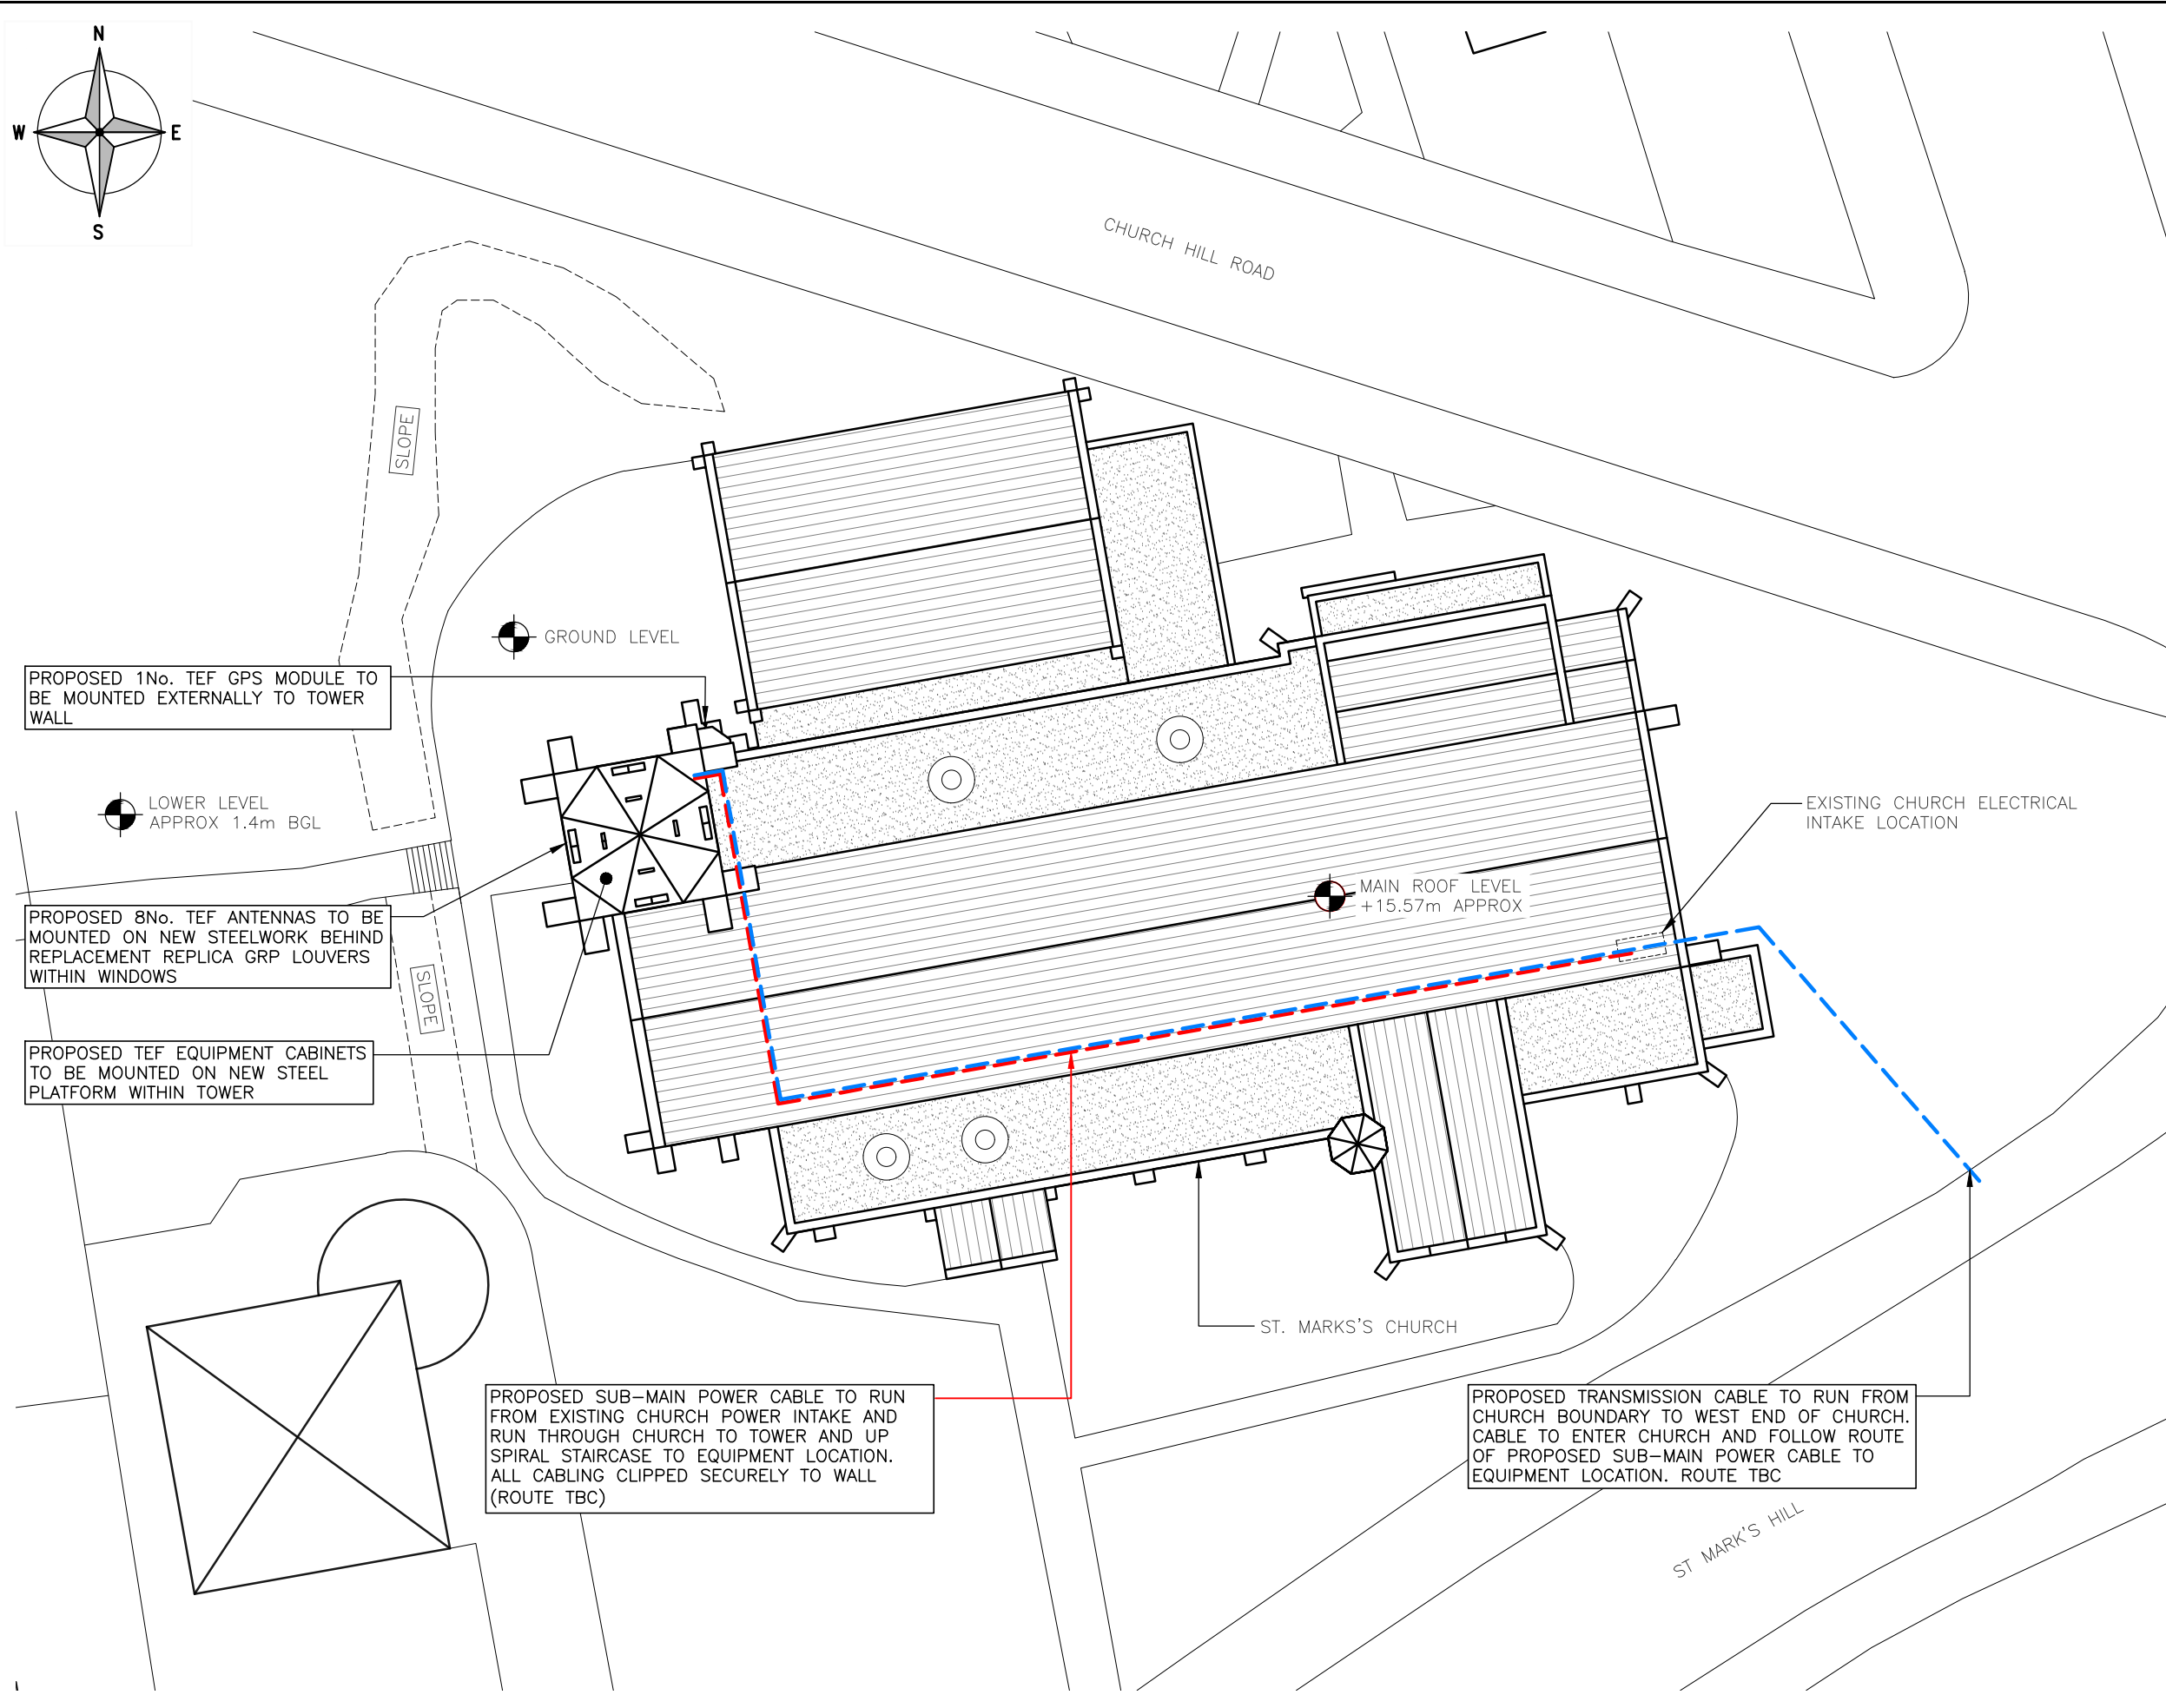 N
W
E
S
CHURCH HILL ROAD
SLOPE
GROUND LEVEL
PROPOSED 1No. TEF GPS MODULE TO
BE MOUNTED EXTERNALLY TO TOWER
WALL
LOWER LEVEL
APPROX 1.4m BGL
EXISTING CHURCH ELECTRICAL
INTAKE LOCATION
MAIN ROOF LEVEL
+15.57m APPROX
PROPOSED 8No. TEF ANTENNAS TO BE
MOUNTED ON NEW STEELWORK BEHIND
REPLACEMENT REPLICA GRP LOUVERS
WITHIN WINDOWS
SLOPE
PROPOSED TEF EQUIPMENT CABINETS
TO BE MOUNTED ON NEW STEEL
PLATFORM WITHIN TOWER
ST. MARKS'S CHURCH
PROPOSED SUB-MAIN POWER CABLE TO RUN
FROM EXISTING CHURCH POWER INTAKE AND
RUN THROUGH CHURCH TO TOWER AND UP
SPIRAL STAIRCASE TO EQUIPMENT LOCATION.
ALL CABLING CLIPPED SECURELY TO WALL
(ROUTE TBC)
PROPOSED TRANSMISSION CABLE TO RUN FROM
CHURCH BOUNDARY TO WEST END OF CHURCH.
CABLE TO ENTER CHURCH AND FOLLOW ROUTE
OF PROPOSED SUB-MAIN POWER CABLE TO
EQUIPMENT LOCATION. ROUTE TBC
ST MARK'S HILL